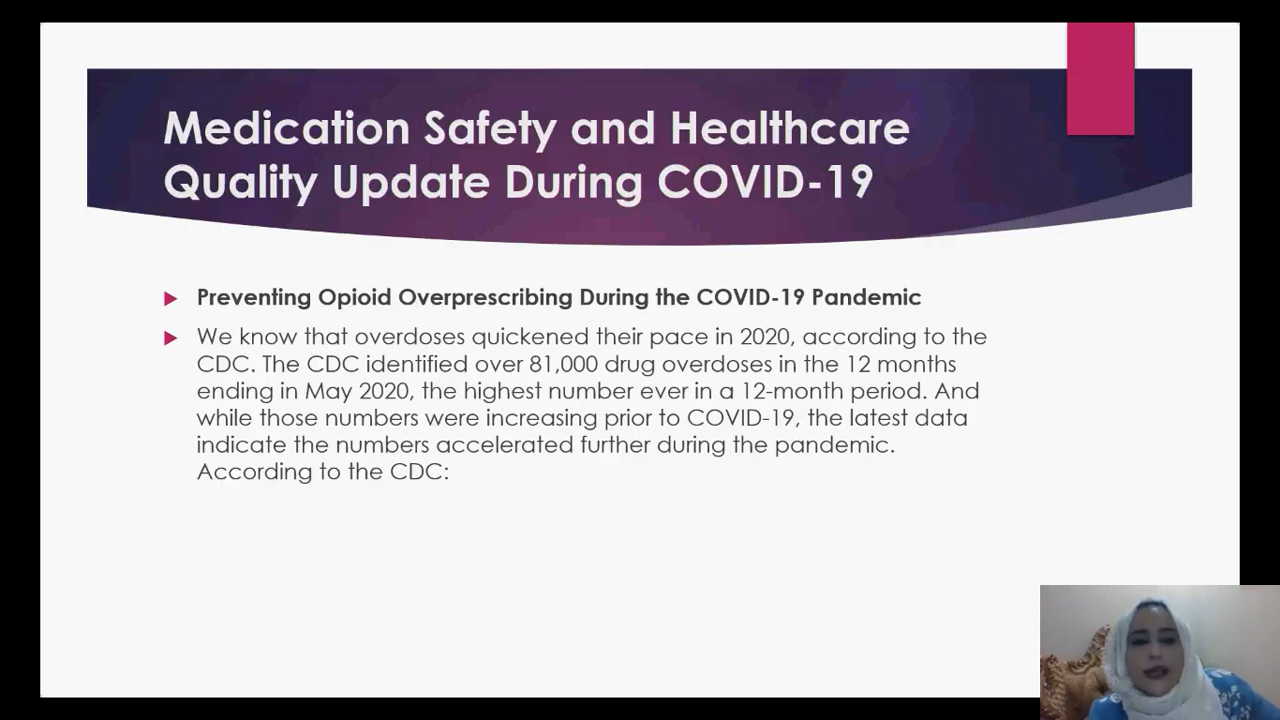 Medication Safety and Healthcare
Quality Update During COVID-19
Preventing Opioid Overprescribing During the COVID-19 Pandemic
We know that overdoses quickened their pace in 2020, according to the
CDC. The CDC identified over 81,000 drug overdoses in the 12 months
ending in May 2020, the highest number ever in a 12-month period. And
while those numbers were increasing prior to COVID-19, the latest data
indicate the numbers accelerated further during the pandemic.
According to the CDC: